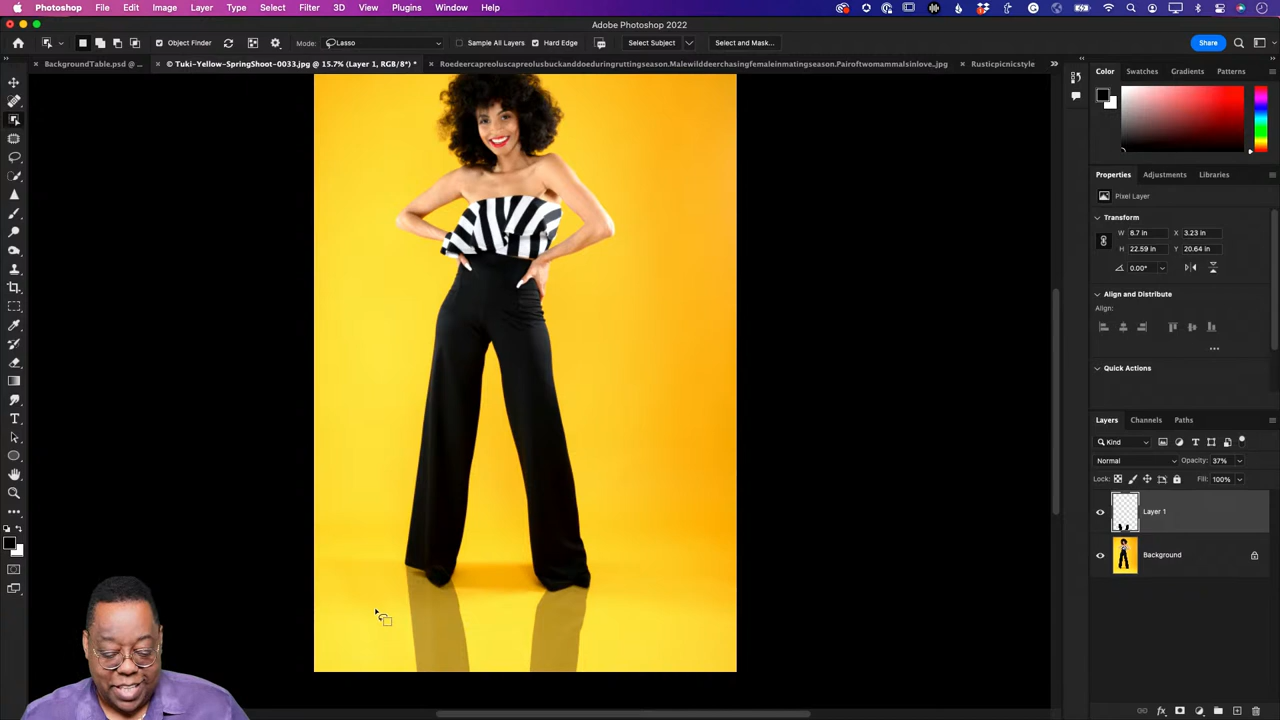 Photoshop File Edit Image Layer Type Select Filter 3D View Plugins Window Help
Adobe Photoshop 2022
Object Finder Mode: Lasso Sample All Layers Hard Edge Select Subject Select and Mask... Share
BackgroundTable.psd @ ... © Tuki-Yellow-SpringShoot-0033.jpg @ 15.7% (Layer 1, RGB/8*) * Roedeercapreoluscapreolusbuckanddoeduringruttingseason.Malewilddeerchasingfemaleinmatingseason.Pairoftwomammalsinlove..jpg Rusticpicnicstyle
Color Swatches Gradients Patterns
Properties Adjustments Libraries
Pixel Layer
Transform
W 8.7 in X 3.23 in
H 22.59 in Y 20.64 in
0.00°
Align and Distribute
Align:
Quick Actions
Layers Channels Paths
Kind
Normal Opacity: 37%
Lock: Fill: 100%
Layer 1
Background